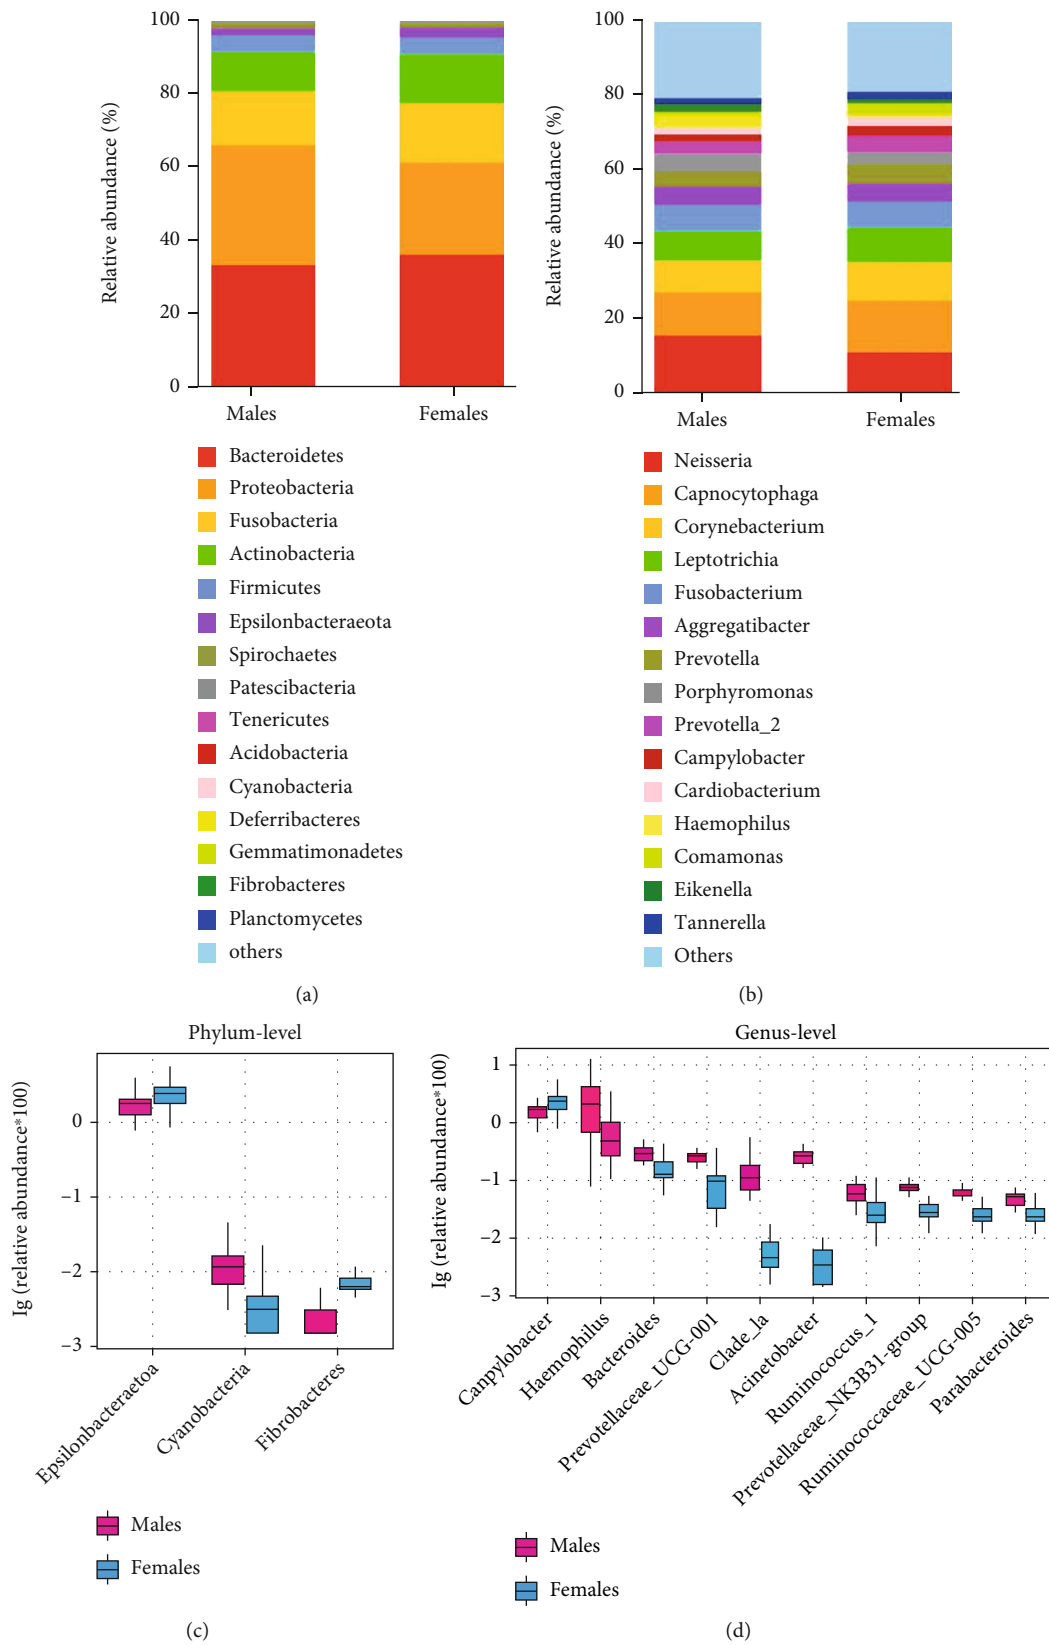 100
80
60
40
20
0
Relative abundance (%)
Males
Females
Bacteroidetes
Proteobacteria
Fusobacteria
Actinobacteria
Firmicutes
Epsilonbacteraeota
Spirochaetes
Patescibacteria
Tenericutes
Acidobacteria
Cyanobacteria
Deferribacteres
Gemmatimonadetes
Fibrobacteres
Planctomycetes
others
(a)
100
80
60
40
20
0
Relative abundance (%)
Males
Females
Neisseria
Capnocytophaga
Corynebacterium
Leptotrichia
Fusobacterium
Aggregatibacter
Prevotella
Porphyromonas
Prevotella_2
Campylobacter
Cardiobacterium
Haemophilus
Comamonas
Eikenella
Tannerella
Others
(b)
Phylum-level
0
−1
−2
−3
Ig (relative abundance*100)
Epsilonbacteraetoa
Cyanobacteria
Fibrobacteres
Males
Females
(c)
Genus-level
1
0
−1
−2
−3
Ig (relative abundance*100)
Campylobacter
Haemophilus
Bacteroides
Prevotellaceae_UCG-001
Clade_la
Acinetobacter
Ruminococcus_1
Prevotellaceae_NK3B31-group
Ruminococcaceae_UCG-005
Parabacteroides
Males
Females
(d)